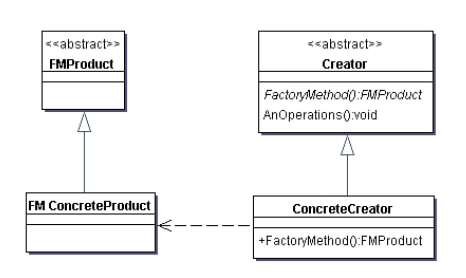 <<abstract>>
FMProduct
<<abstract>>
Creator
FactoryMethod():FMProduct
AnOperations():void
FM ConcreteProduct
ConcreteCreator
+FactoryMethod():FMProduct